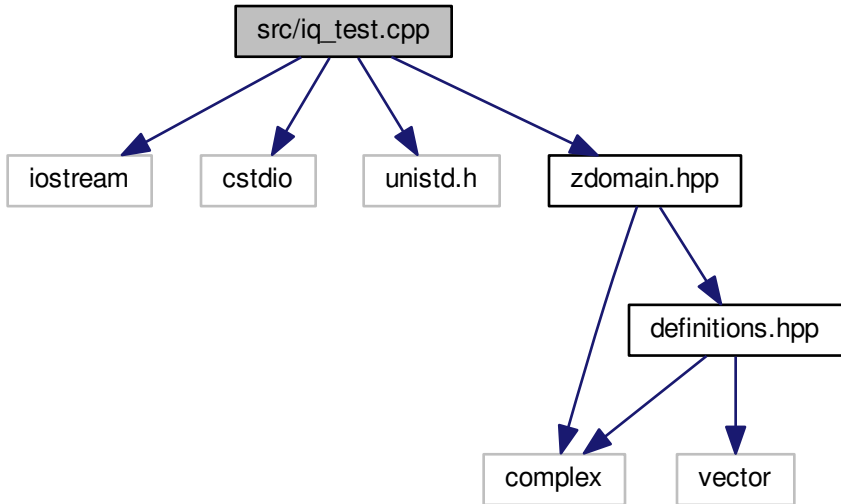 src/iq_test.cpp
iostream
cstdio
unistd.h
zdomain.hpp
definitions.hpp
complex
vector